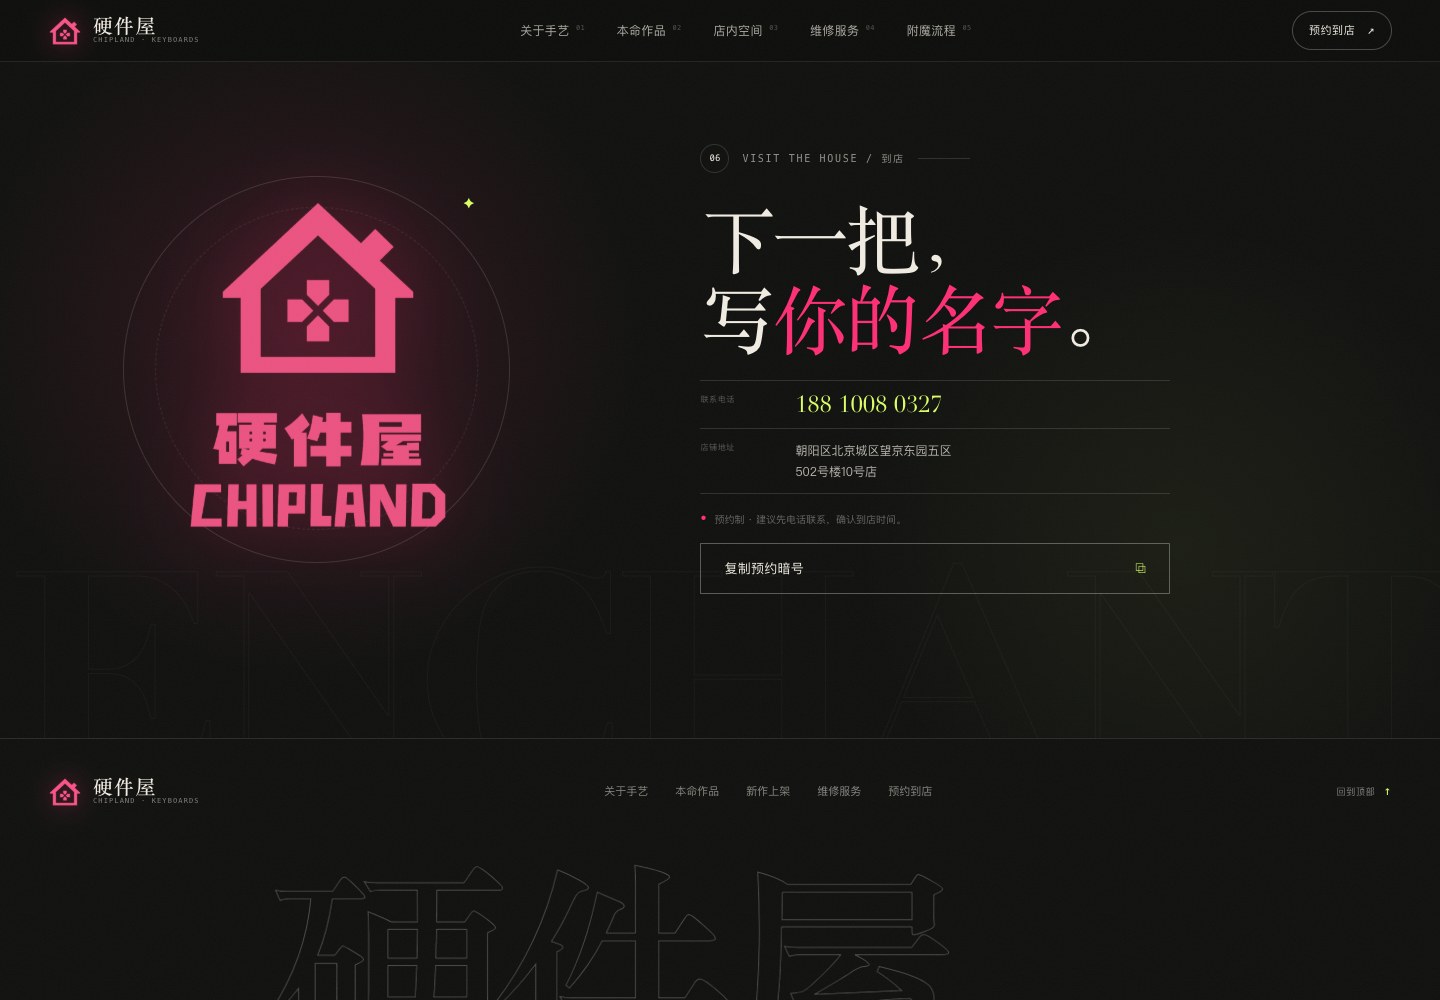 硬件屋
CHIPLAND · KEYBOARDS
关于手艺 01
本命作品 02
店内空间 03
维修服务 04
附魔流程 05
预约到店 ↗
硬件屋
CHIPLAND
06 VISIT THE HOUSE / 到店
下一把，
写你的名字。
联系电话 188 1008 0327
店铺地址 朝阳区北京城区望京东园五区
502号楼10号店
预约制 · 建议先电话联系，确认到店时间。
复制预约暗号
ENCHANT
硬件屋
CHIPLAND · KEYBOARDS
关于手艺
本命作品
新作上架
维修服务
预约到店
回到顶部 ↑
硬件屋